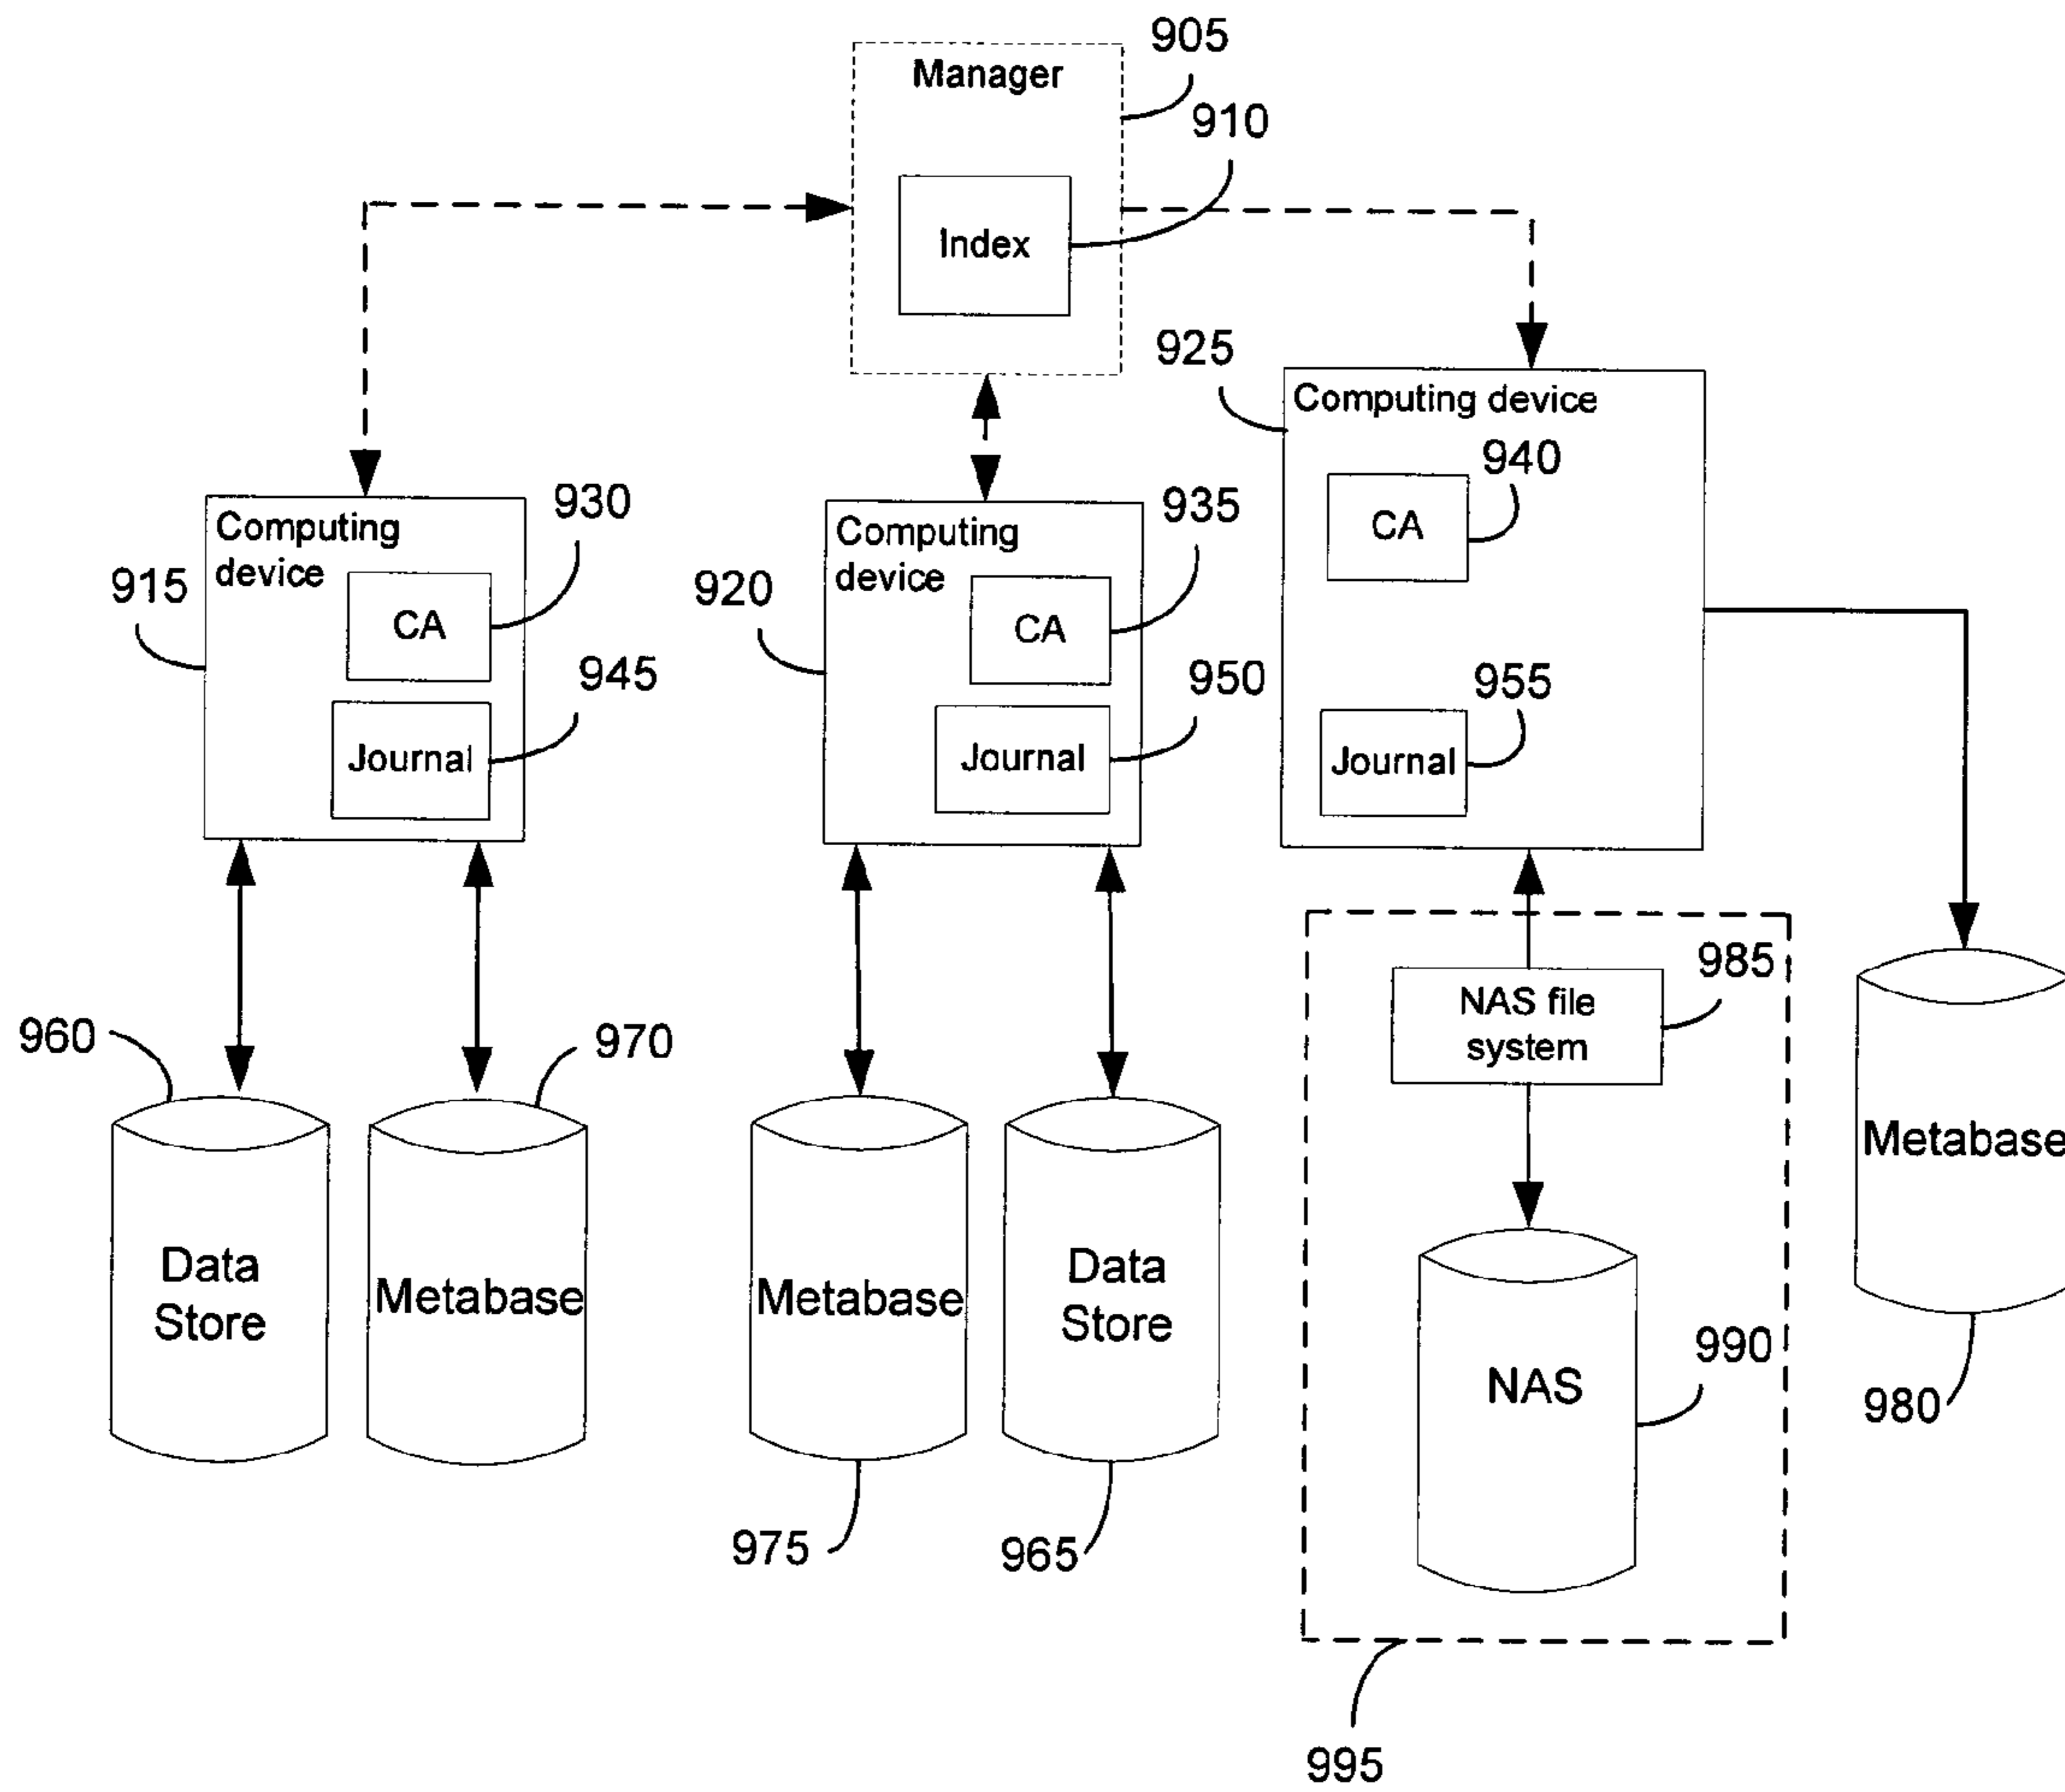 905
Manager
910
Index
925
Computing device
940
CA
955
Journal
930
Computing
device
915
CA
945
Journal
935
Computing
device
920
CA
950
Journal
960
970
Data
Store
Metabase
Metabase
Data
Store
975
965
985
NAS file
system
Metabase
990
NAS
980
995